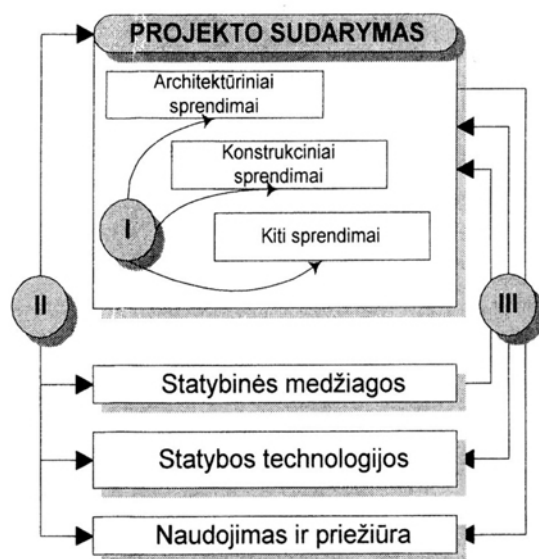 PROJEKTO SUDARYMAS
Architektūriniai
sprendimai
Konstrukciniai
sprendimai
I
Kiti sprendimai
II
III
Statybinės medžiagos
Statybos technologijos
Naudojimas ir priežiūra